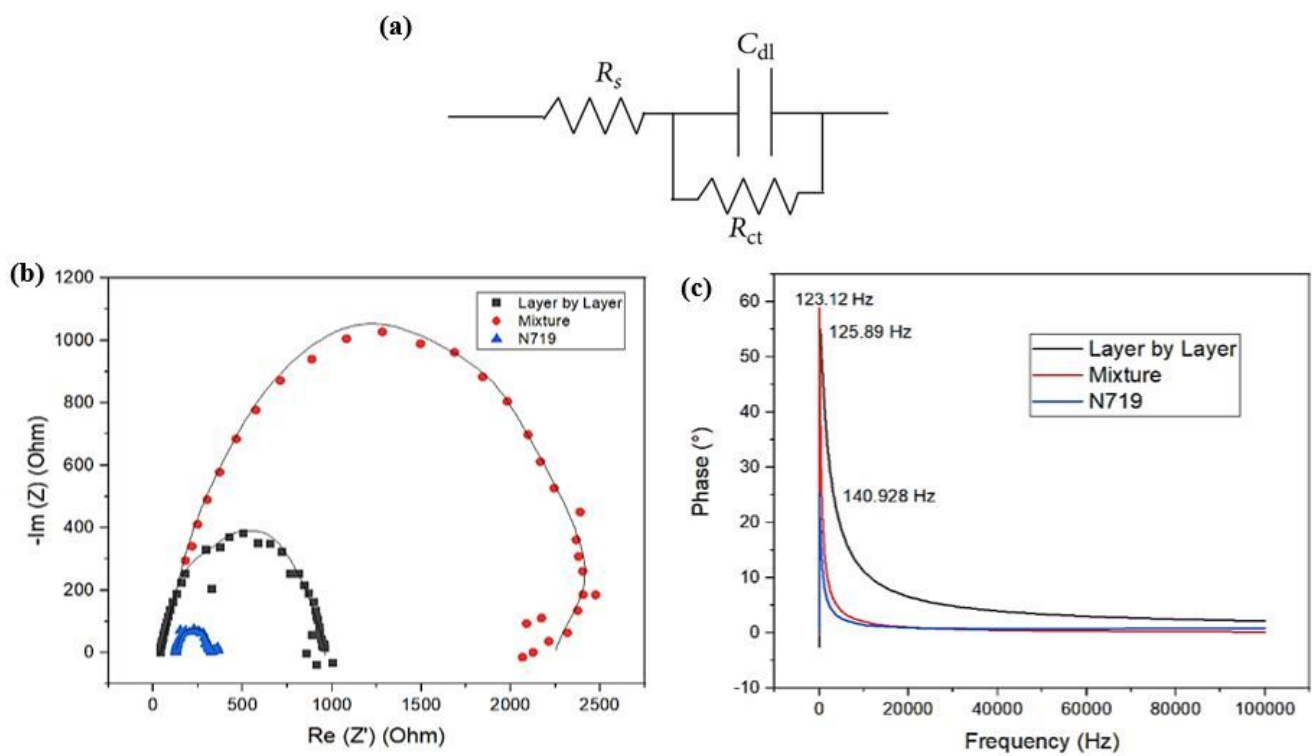 (a)
C_dl
R_s
R_ct
(b)
1200
1000
800
600
400
200
0
-Im (Z) (Ohm)
Layer by Layer
Mixture
N719
0 500 1000 1500 2000 2500
Re (Z') (Ohm)
(c)
60
50
40
30
20
10
0
-10
Phase (°)
123.12 Hz
125.89 Hz
140.928 Hz
Layer by Layer
Mixture
N719
0 20000 40000 60000 80000 100000
Frequency (Hz)